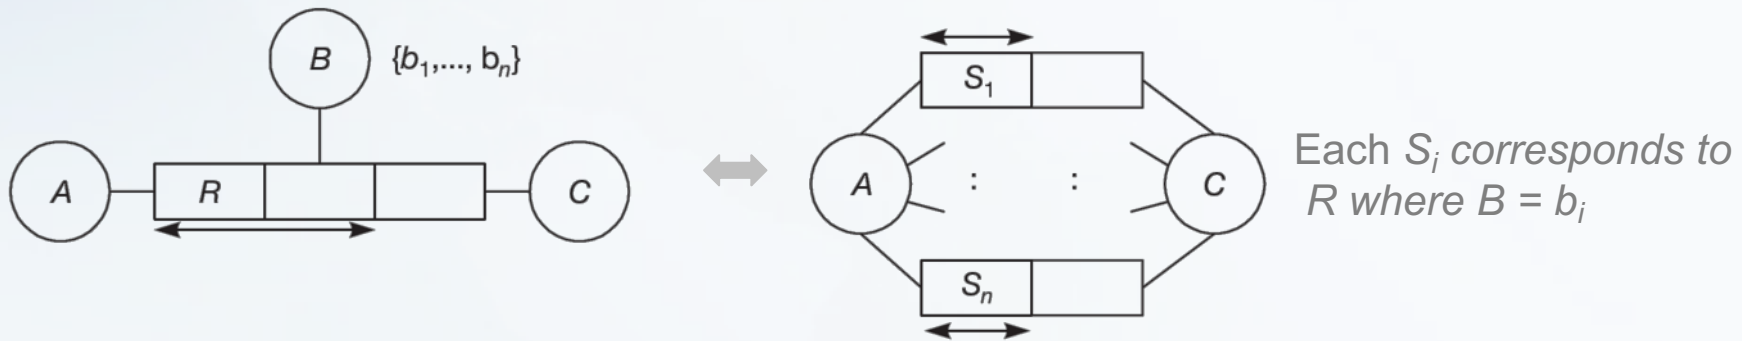 B {b₁,..., bₙ}
A R C
S₁
A : : C
Sₙ
Each Sᵢ corresponds to
R where B = bᵢ